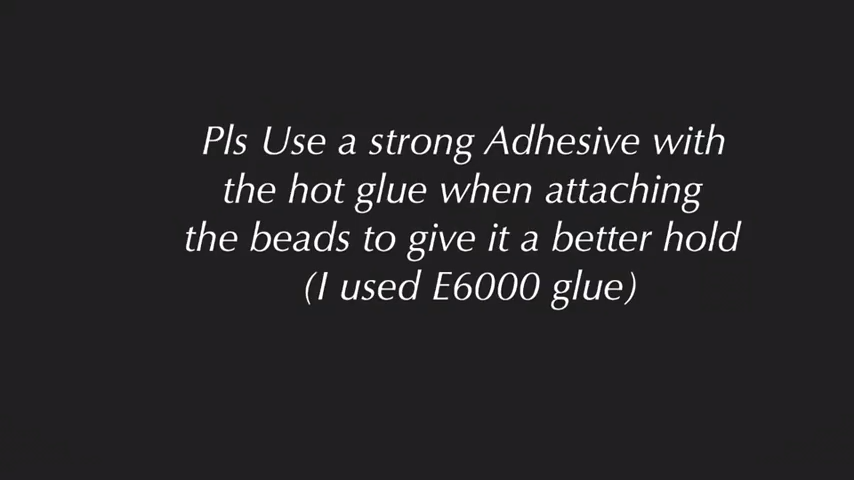 Pls Use a strong Adhesive with
the hot glue when attaching
the beads to give it a better hold
(I used E6000 glue)